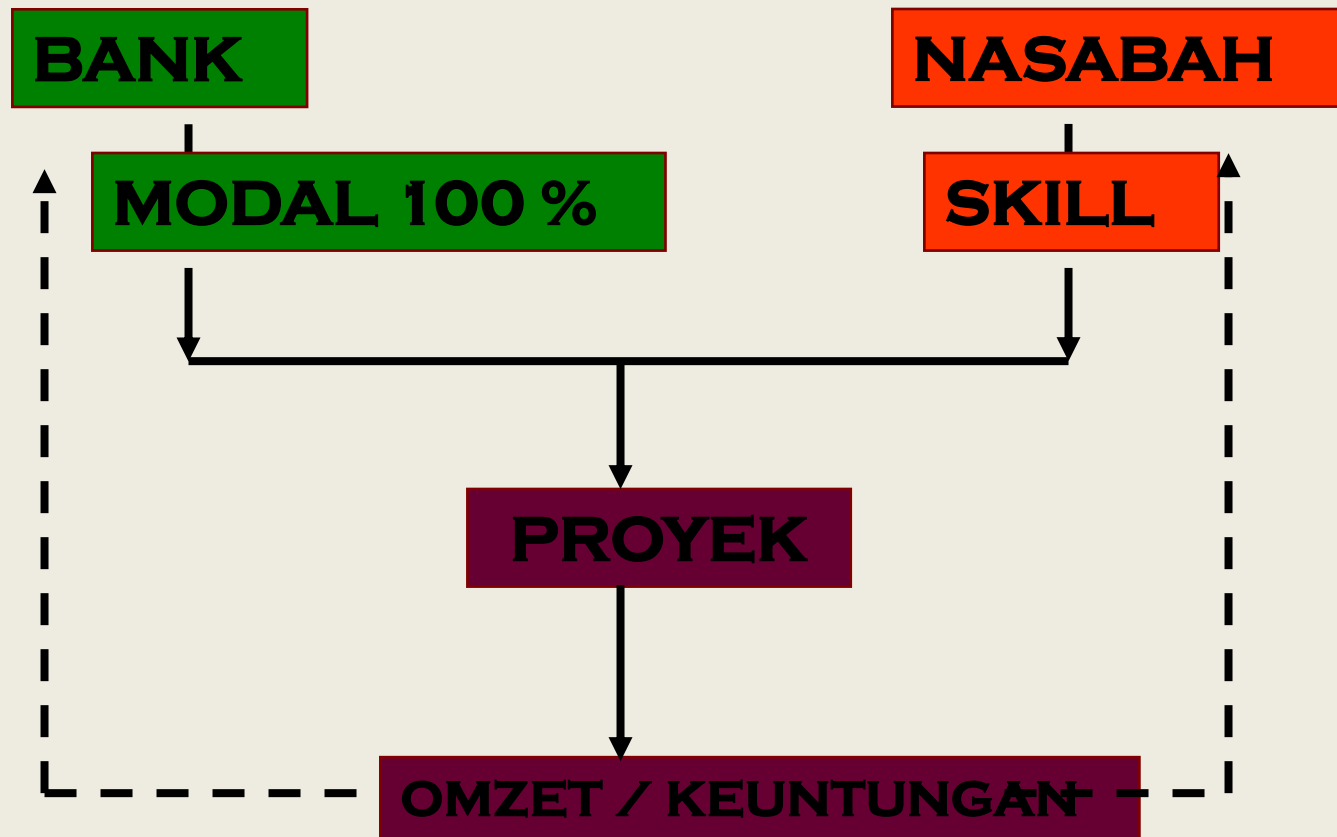 BANK
NASABAH
MODAL 100 %
SKILL
PROYEK
OMZET / KEUNTUNGAN